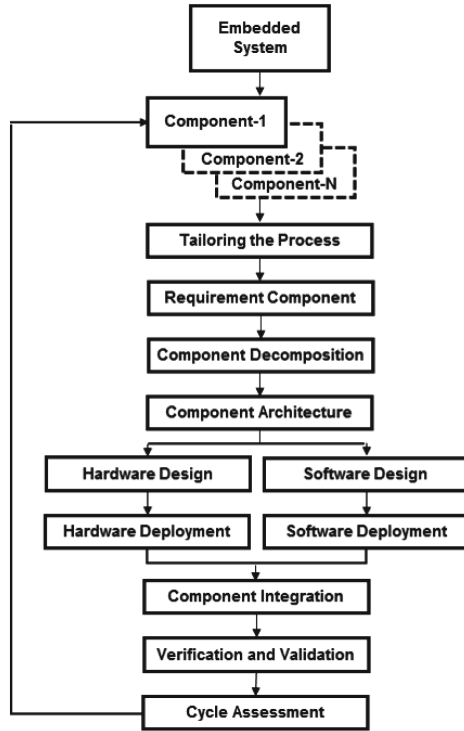 Embedded
System
Component-1
Component-2
Component-N
Tailoring the Process
Requirement Component
Component Decomposition
Component Architecture
Hardware Design
Software Design
Hardware Deployment
Software Deployment
Component Integration
Verification and Validation
Cycle Assessment